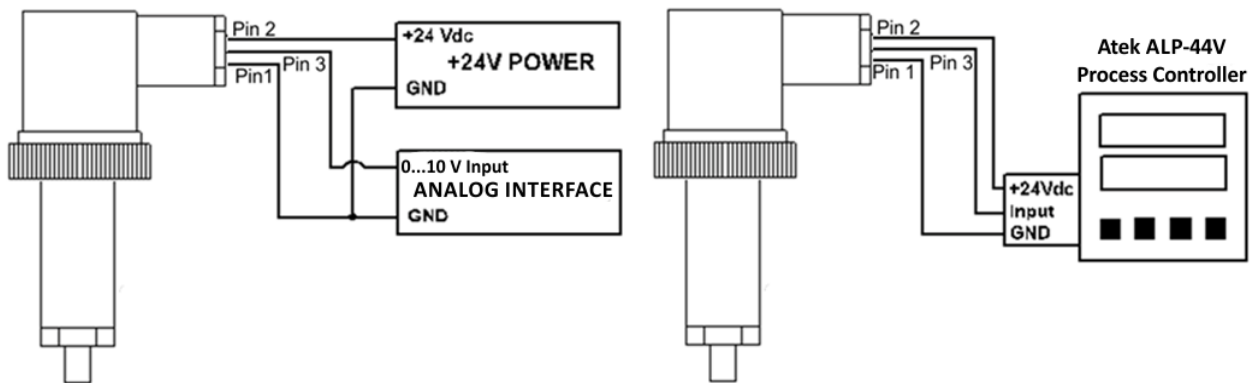 Pin 2
Pin 3
Pin1
+24 Vdc
+24V POWER
GND
0...10 V Input
ANALOG INTERFACE
GND
Pin 2
Pin 3
Pin 1
Atek ALP-44V
Process Controller
+24Vdc
Input
GND